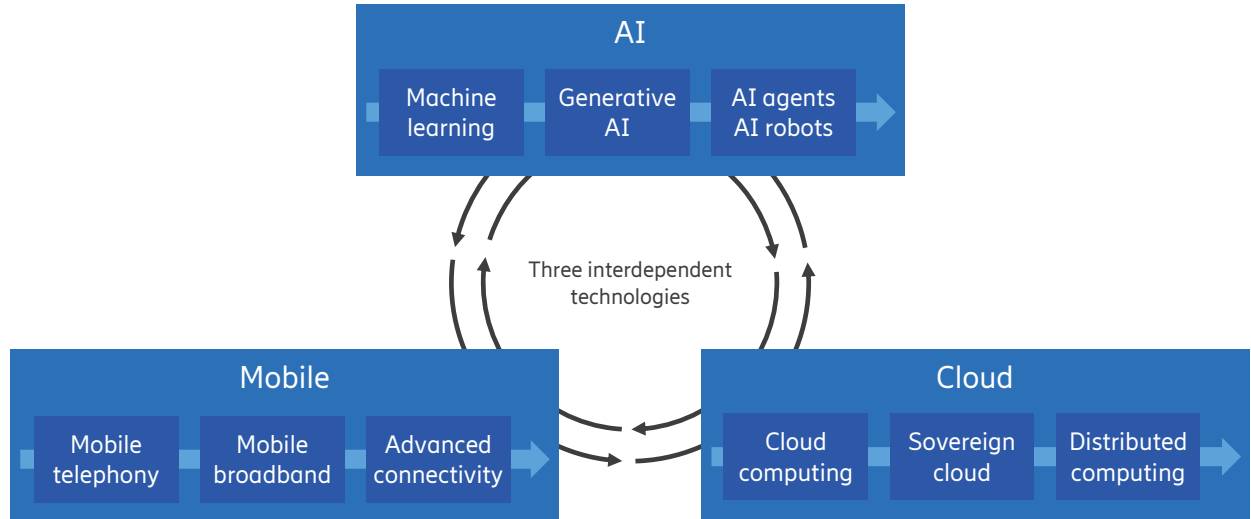 AI
Machine
learning
Generative
AI
AI agents
AI robots
Three interdependent
technologies
Mobile
Mobile
telephony
Mobile
broadband
Advanced
connectivity
Cloud
Cloud
computing
Sovereign
cloud
Distributed
computing